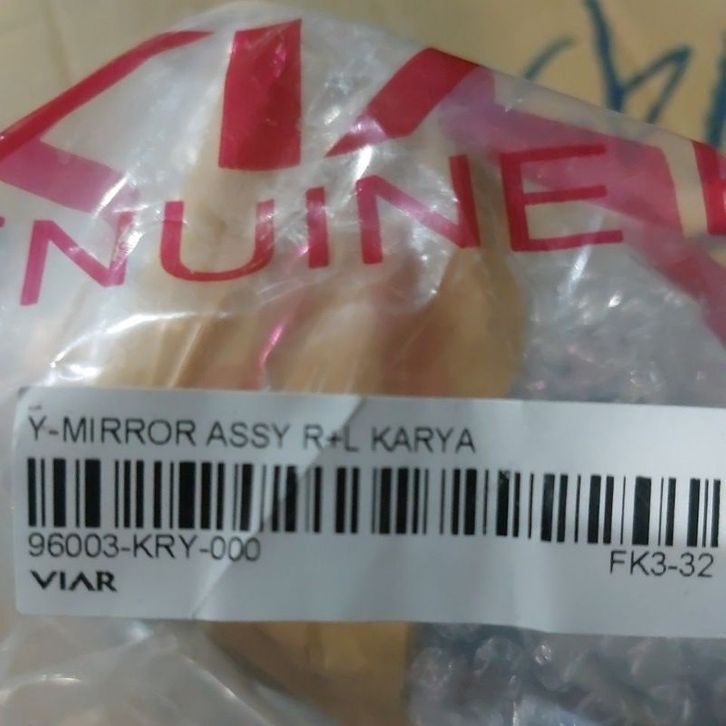 ENUINE
Y-MIRROR ASSY R+L KARYA
96003-KRY-000
FK3-32
VIAR